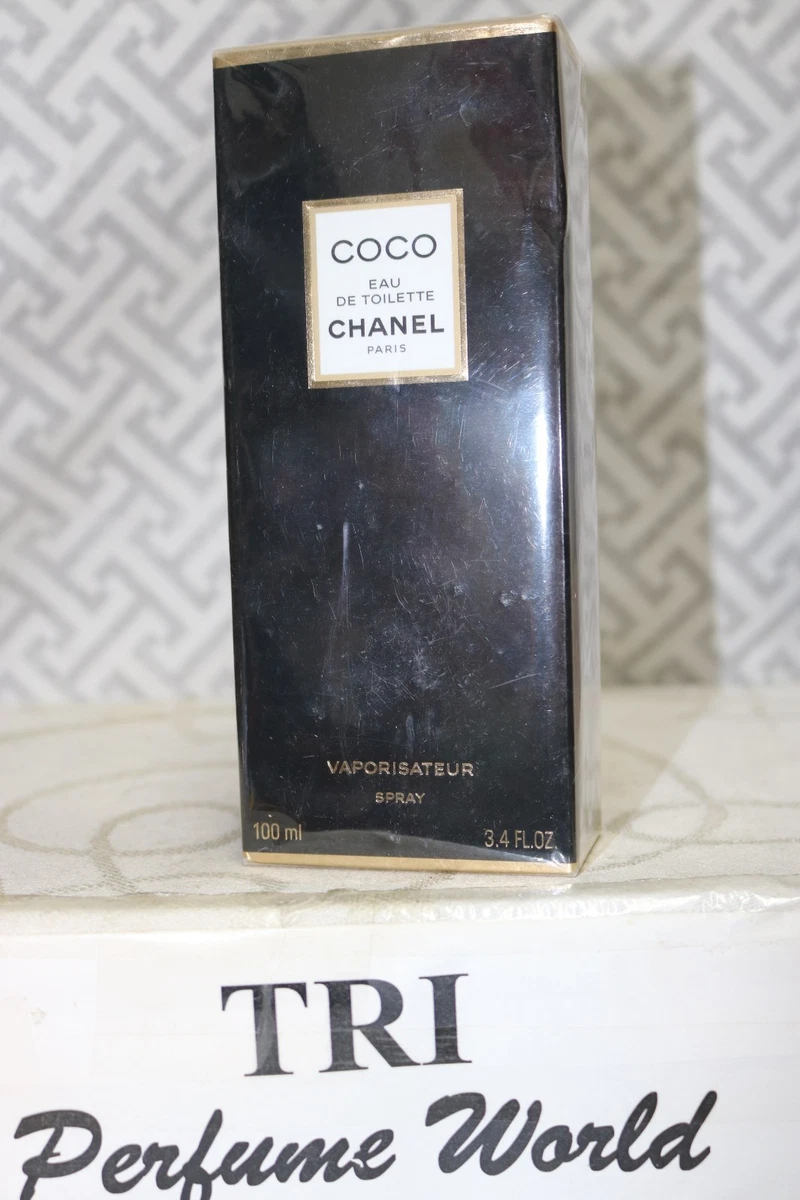 COCO
EAU
DE TOILETTE
CHANEL
PARIS
VAPORISATEUR
SPRAY
100 ml 3.4 FL.OZ.
TRI
Perfume World